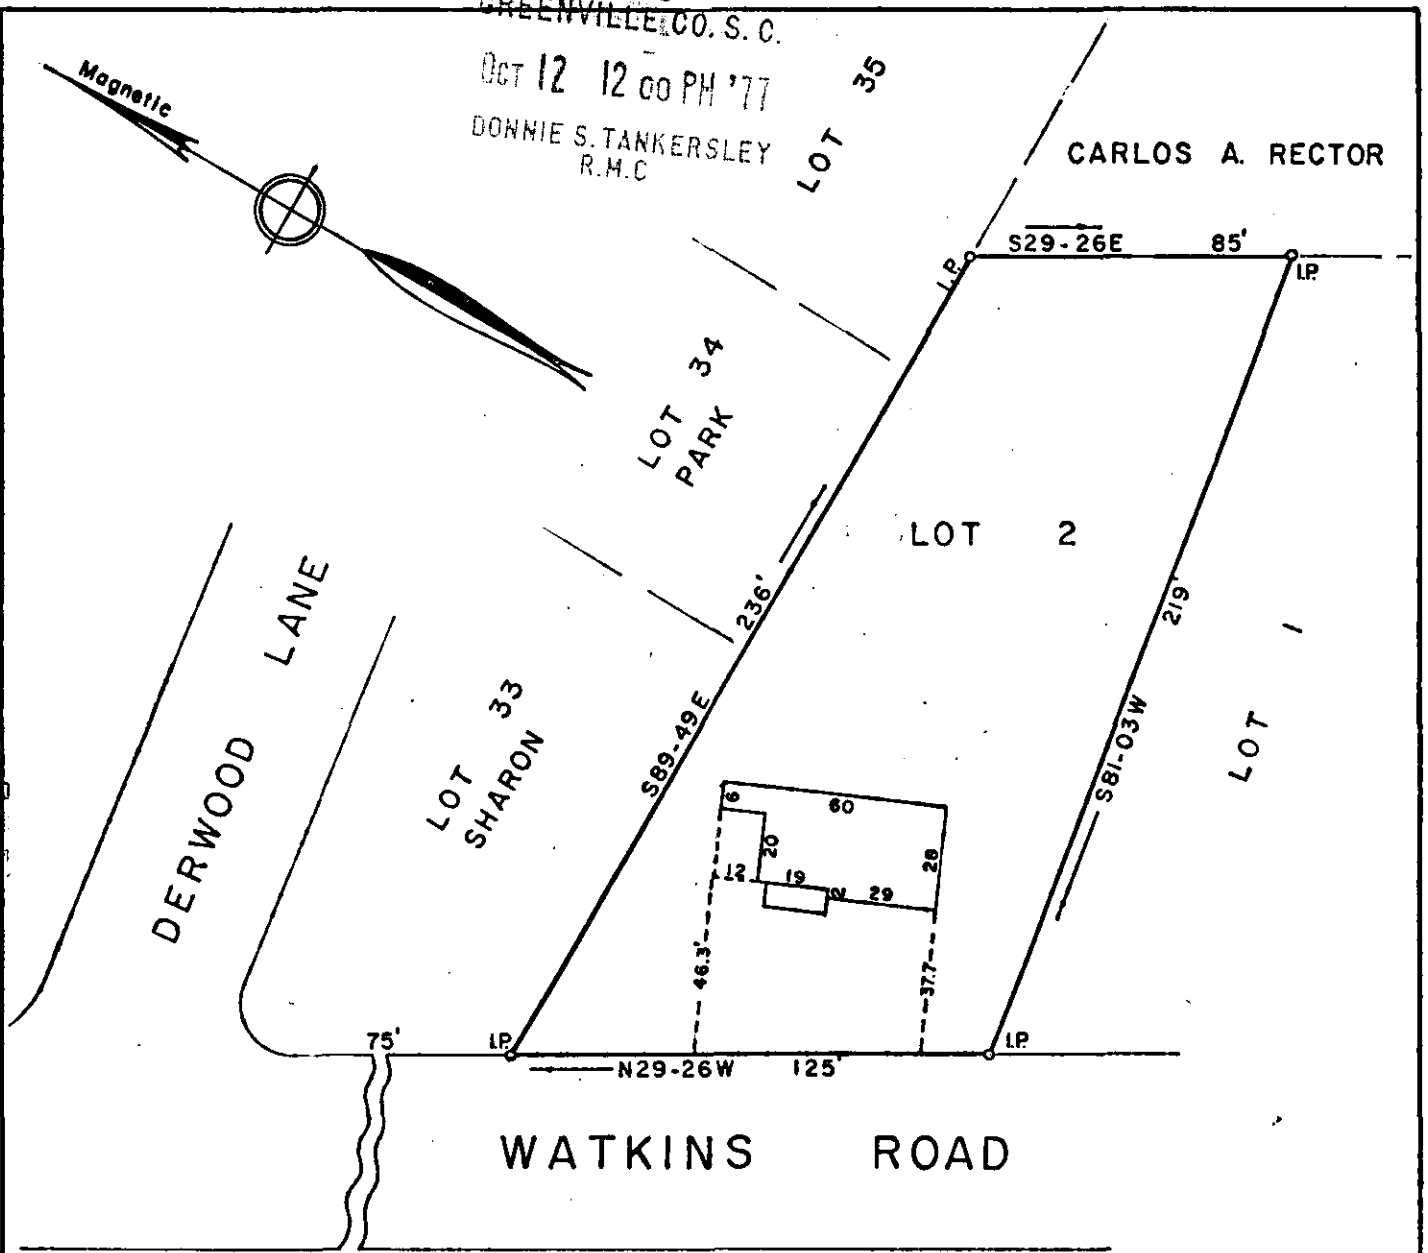 GREENVILLE CO. S. C.
OCT 12 12 00 PM '77
DONNIE S. TANKERSLEY
R.M.C
Magnetic
N
LOT 35
CARLOS A. RECTOR
S29-26E 85'
I.P.
I.P.
LOT 34
PARK
LOT 2
236'
219'
S89-49E
S81-03W
LOT 1
DERWOOD LANE
LOT 33
SHARON
6
60
20
28
12
19
2
29
46.3'
37.7
75'
I.P.
I.P.
N29-26W 125'
WATKINS ROAD